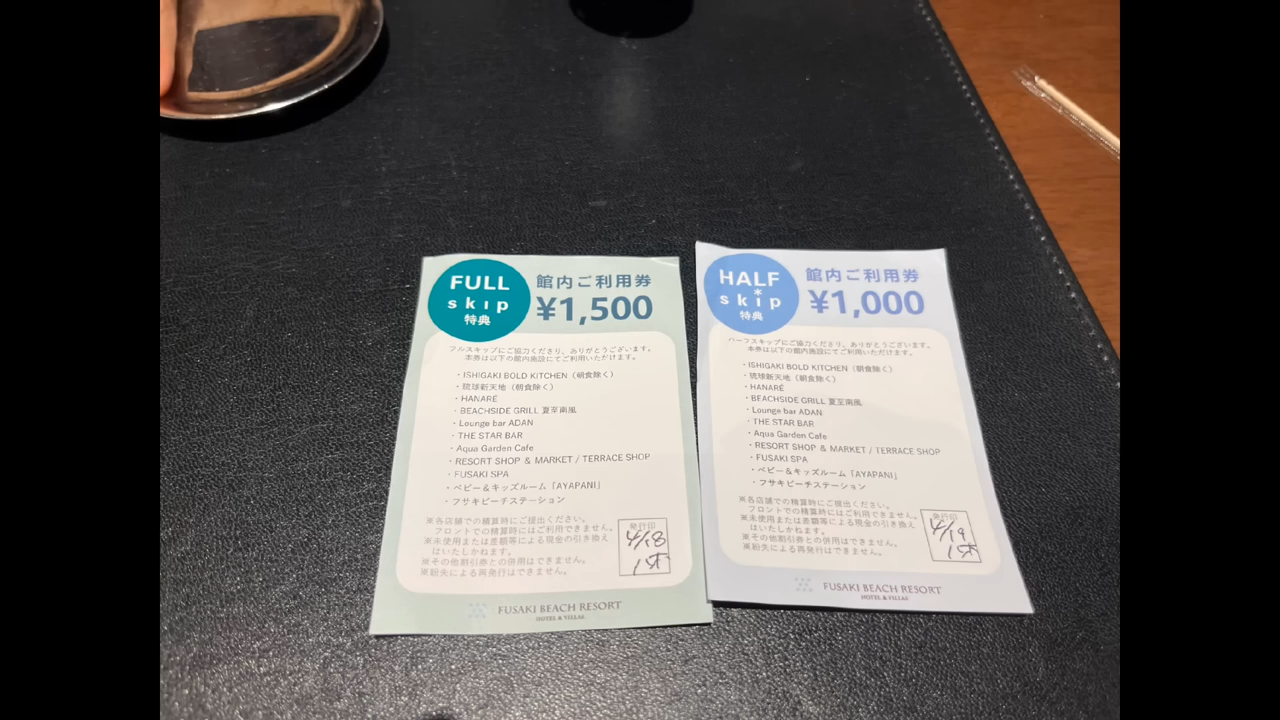 FULL
skip
特典
館内ご利用券
¥1,500
フルスキップにご協力くださり、ありがとうございます。
本券は以下の館内施設にてご利用いただけます。
・ISHIGAKI BOLD KITCHEN（朝食除く）
・琉球新天地（朝食除く）
・HANARÉ
・BEACHSIDE GRILL 夏至南風
・Lounge bar ADAN
・THE STAR BAR
・Aqua Garden Cafe
・RESORT SHOP & MARKET / TERRACE SHOP
・FUSAKI SPA
・ベビー＆キッズルーム「AYAPANI」
・フサキビーチステーション
※各店舗での精算時にご提出ください。
フロントでの精算時にはご利用できません。
※未使用または差額等による現金の引き換え
はいたしかねます。
※その他割引券との併用はできません。
※紛失による再発行はできません。
発行印
4/18
FUSAKI BEACH RESORT
HOTEL & VILLAS
HALF
*
skip
特典
館内ご利用券
¥1,000
ハーフスキップにご協力くださり、ありがとうございます。
本券は以下の館内施設にてご利用いただけます。
・ISHIGAKI BOLD KITCHEN（朝食除く）
・琉球新天地（朝食除く）
・HANARÉ
・BEACHSIDE GRILL 夏至南風
・Lounge bar ADAN
・THE STAR BAR
・Aqua Garden Cafe
・RESORT SHOP & MARKET / TERRACE SHOP
・FUSAKI SPA
・ベビー＆キッズルーム「AYAPANI」
・フサキビーチステーション
※各店舗での精算時にご提出ください。
フロントでの精算時にはご利用できません。
※未使用または差額等による現金の引き換え
はいたしかねます。
※その他割引券との併用はできません。
※紛失による再発行はできません。
発行印
4/19
FUSAKI BEACH RESORT
HOTEL & VILLAS